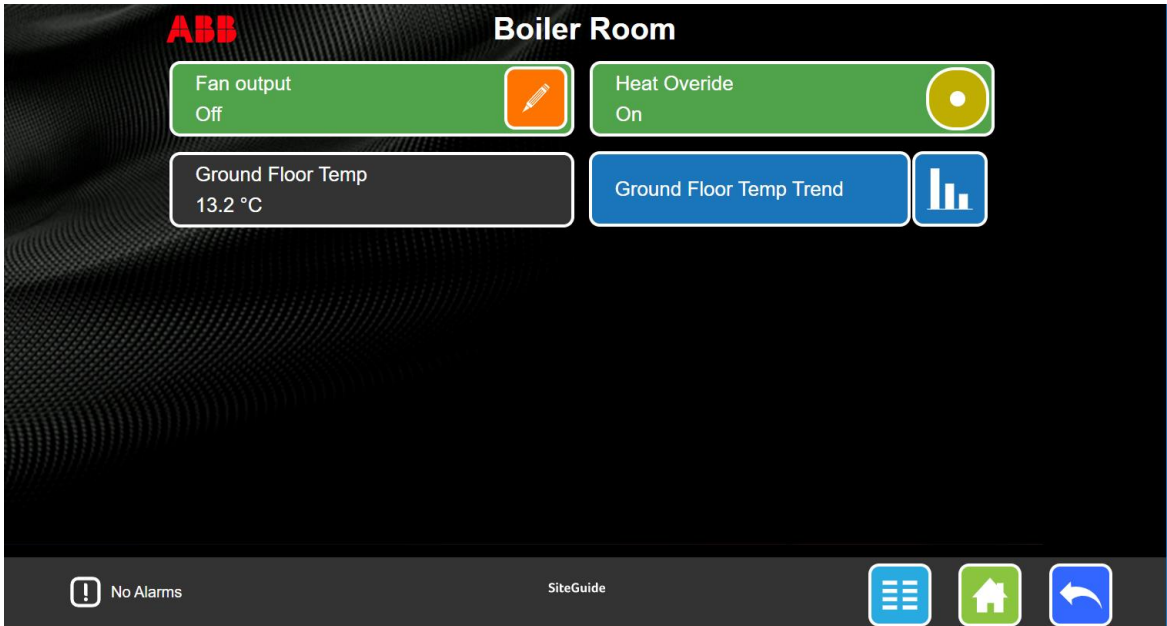 ABB
Boiler Room
Fan output
Off
Heat Overide
On
Ground Floor Temp
13.2 °C
Ground Floor Temp Trend
! No Alarms
SiteGuide